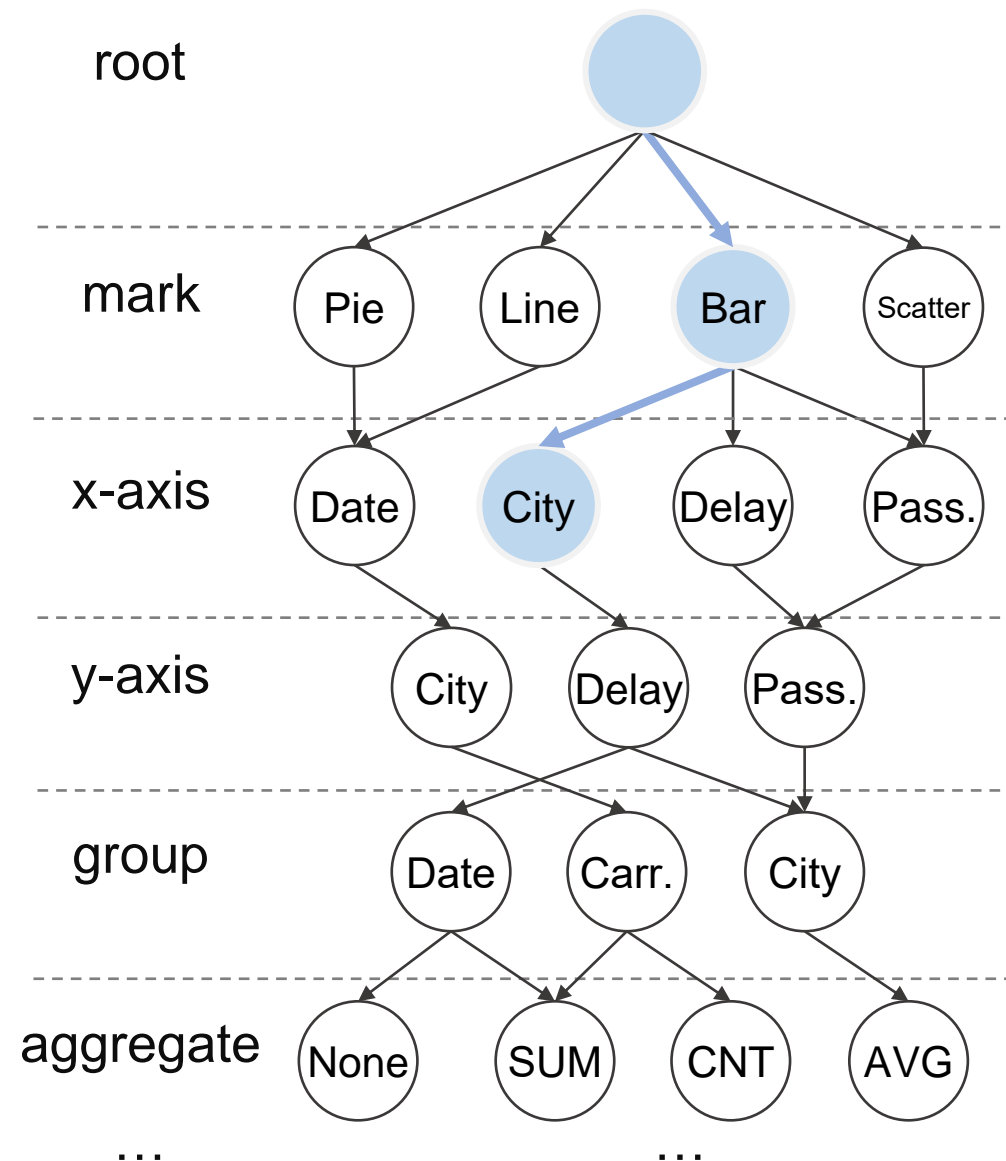 root
mark
Pie
Line
Bar
Scatter
x-axis
Date
City
Delay
Pass.
y-axis
City
Delay
Pass.
group
Date
Carr.
City
aggregate
None
SUM
CNT
AVG
...
...